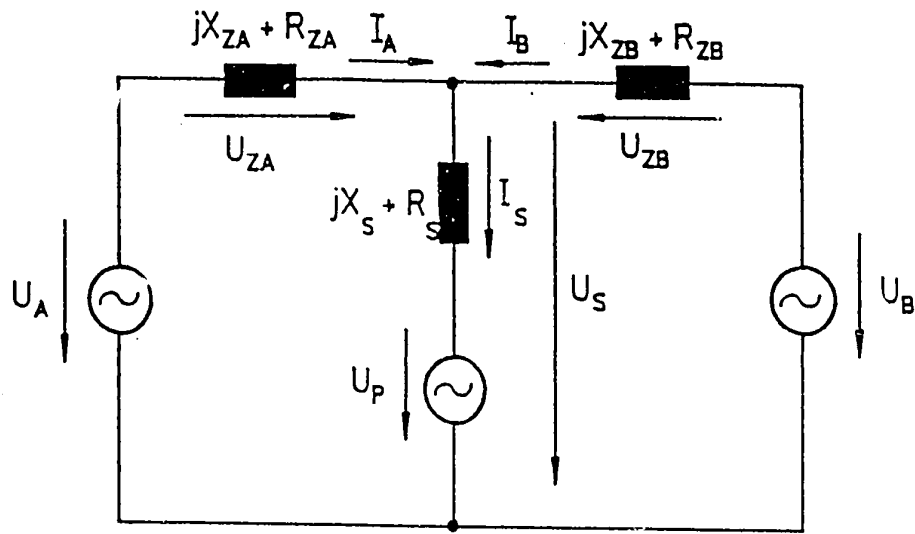 jX_ZA + R_ZA I_A I_B jX_ZB + R_ZB
U_ZA U_ZB
jX_S + R_S I_S
U_A U_S U_B
U_P